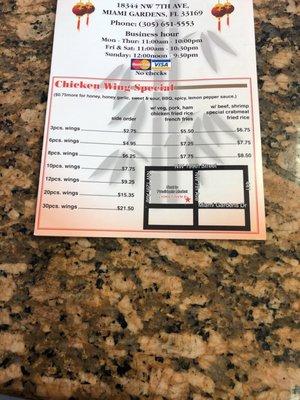 18344 NW 7TH AVE,
MIAMI GARDENS, FL 33169
Phone: (305) 651-5553
Business hour
Mon - Thur: 11:00am - 10:00pm
Fri & Sat: 11:00am - 10:30pm
Sunday: 12:00noon - 9:30pm
MasterCard VISA
No checks
Chicken Wing Special
($0.75more for honey, honey garlic, sweet & sour, BBQ, spicy, lemon pepper sauce.)
side order
w/ veg, pork, ham
chicken fried rice
french fries
w/ beef, shrimp
special crabmeat
fried rice
3pcs. wings $2.75 $5.50 $6.75
6pcs. wings $4.95 $7.25 $7.75
8pcs. wings $6.25 $7.75 $8.50
10pcs. wings $7.75
12pcs. wings $9.25
15pcs. wings $15.35
30pcs. wings $21.50
Miami Gardens Dr